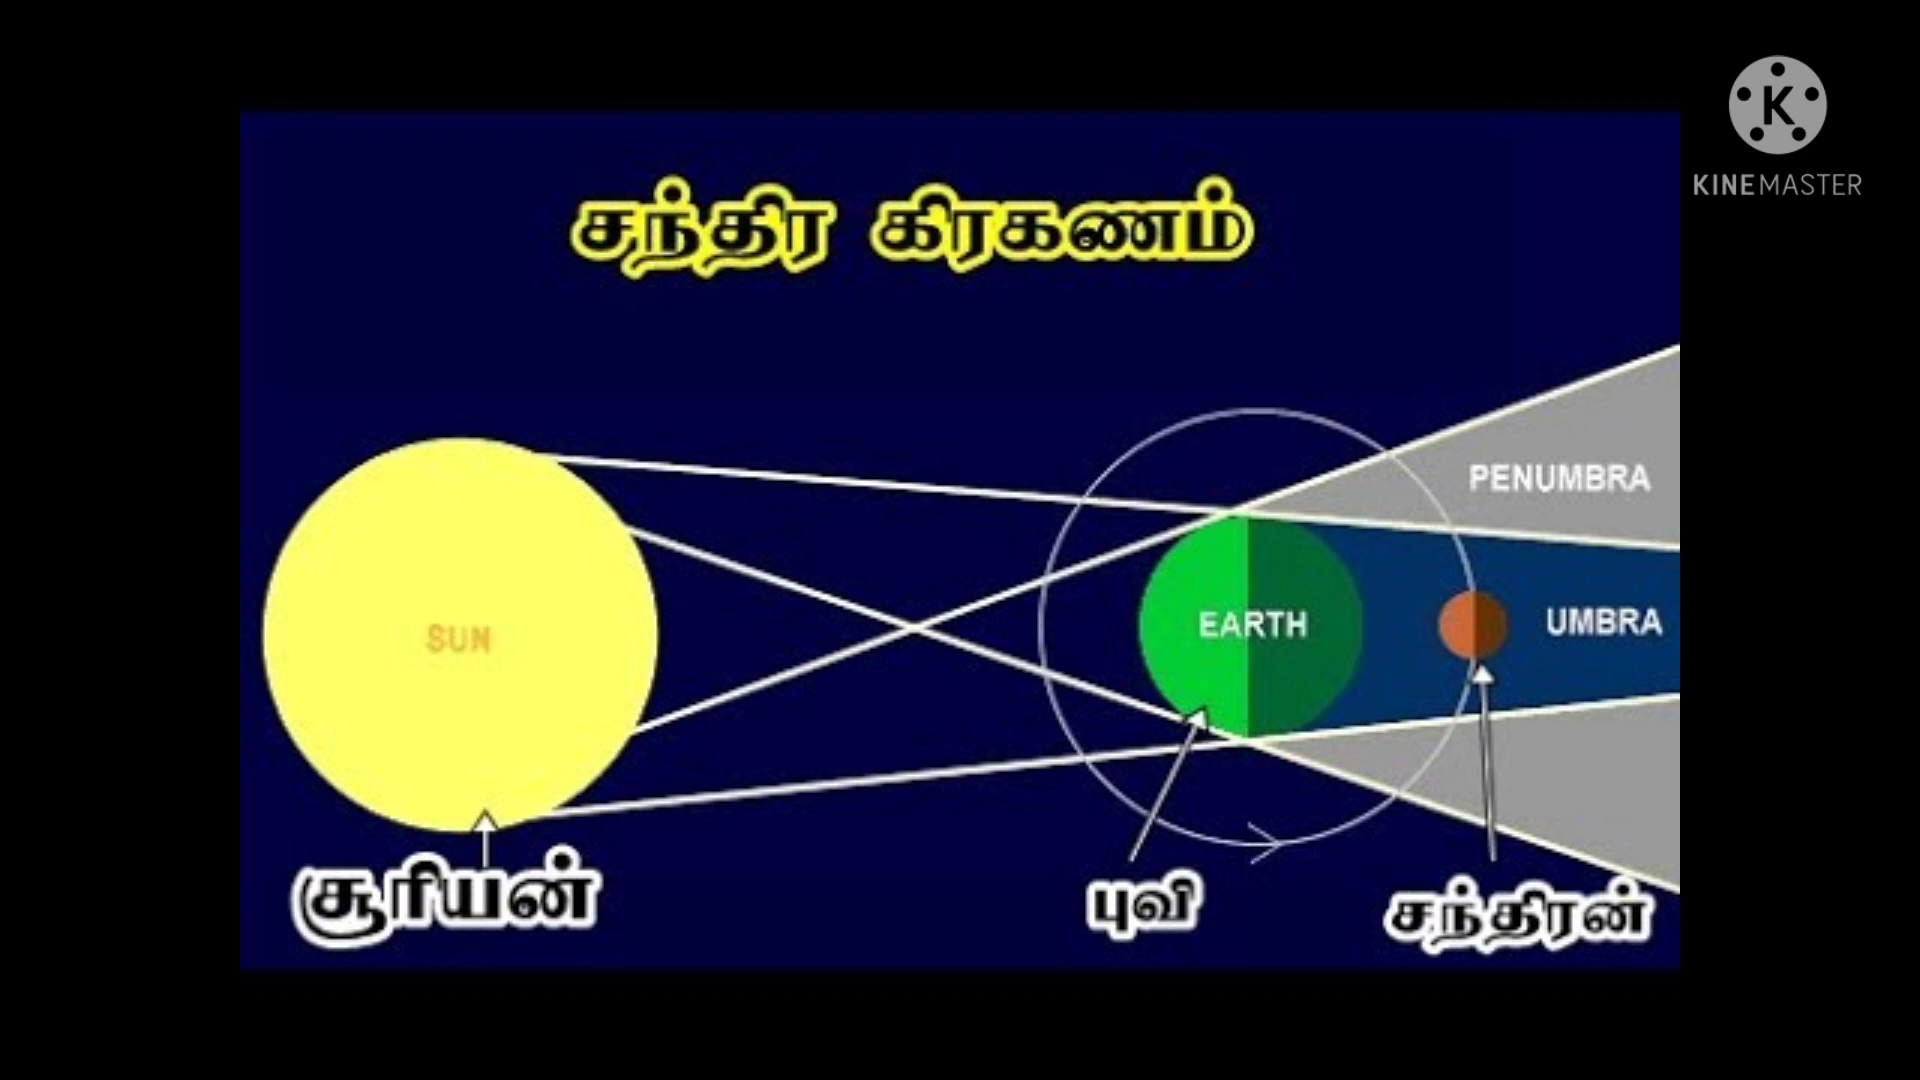 KINEMASTER
சந்திர கிரகணம்
PENUMBRA
SUN
EARTH
UMBRA
சூரியன்
புவி
சந்திரன்